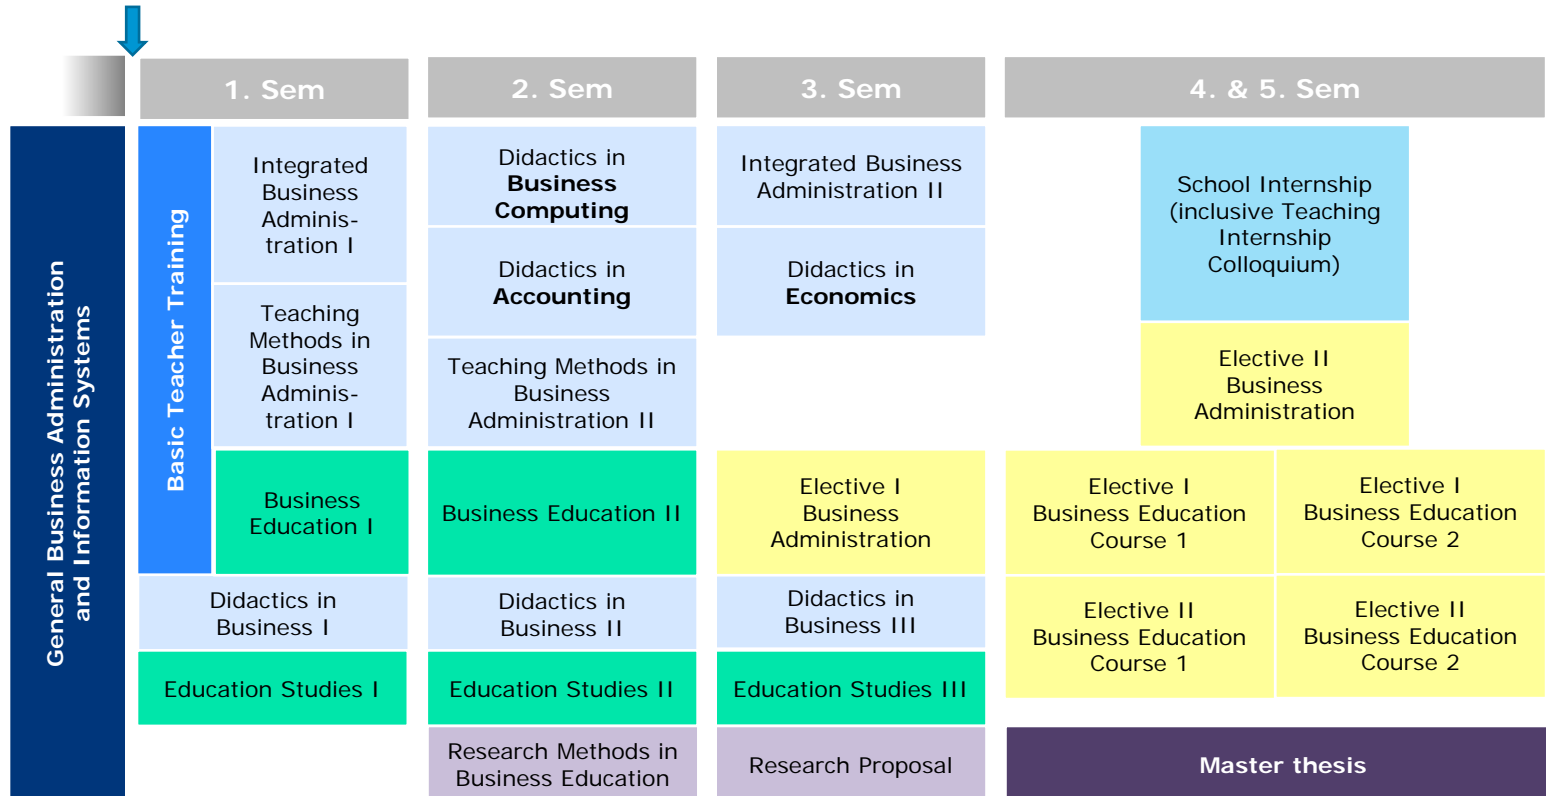 1. Sem
2. Sem
3. Sem
4. & 5. Sem
General Business Administration
and Information Systems
Basic Teacher Training
Integrated
Business
Adminis-
tration I
Teaching
Methods in
Business
Adminis-
tration I
Business
Education I
Didactics in
Business I
Education Studies I
Didactics in
Business
Computing
Didactics in
Accounting
Teaching Methods in
Business
Administration II
Business Education II
Didactics in
Business II
Education Studies II
Research Methods in
Business Education
Integrated Business
Administration II
Didactics in
Economics
Elective I
Business
Administration
Didactics in
Business III
Education Studies III
Research Proposal
School Internship
(inclusive Teaching
Internship
Colloquium)
Elective II
Business
Administration
Elective I
Business Education
Course 1
Elective I
Business Education
Course 2
Elective II
Business Education
Course 1
Elective II
Business Education
Course 2
Master thesis